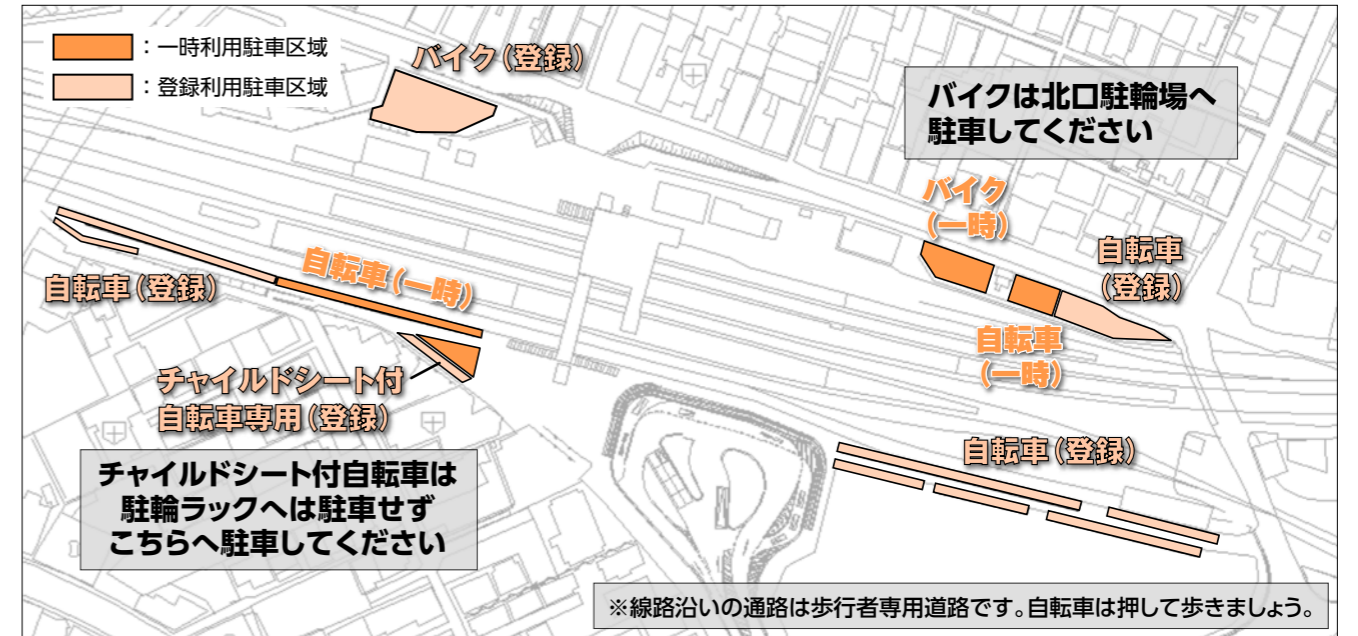 ：一時利用駐車区域
：登録利用駐車区域
バイク（登録）
バイクは北口駐輪場へ
駐車してください
バイク
（一時）
自転車
（登録）
自転車（登録）
自転車（一時）
自転車
（一時）
チャイルドシート付
自転車専用（登録）
自転車（登録）
チャイルドシート付自転車は
駐輪ラックへは駐車せず
こちらへ駐車してください
※線路沿いの通路は歩行者専用道路です。自転車は押して歩きましょう。